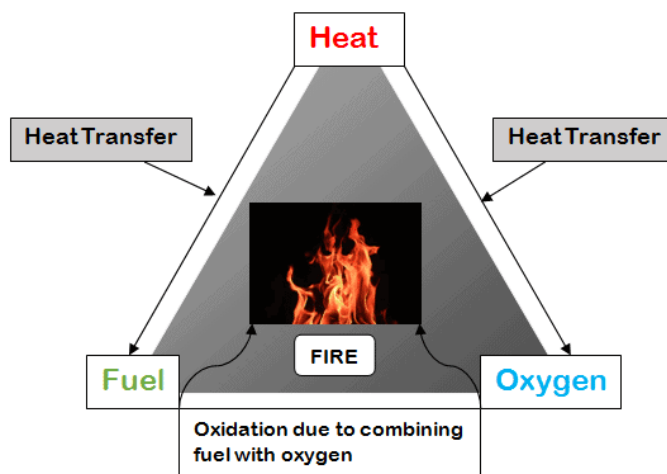 Heat
Heat Transfer
Heat Transfer
FIRE
Fuel
Oxygen
Oxidation due to combining
fuel with oxygen